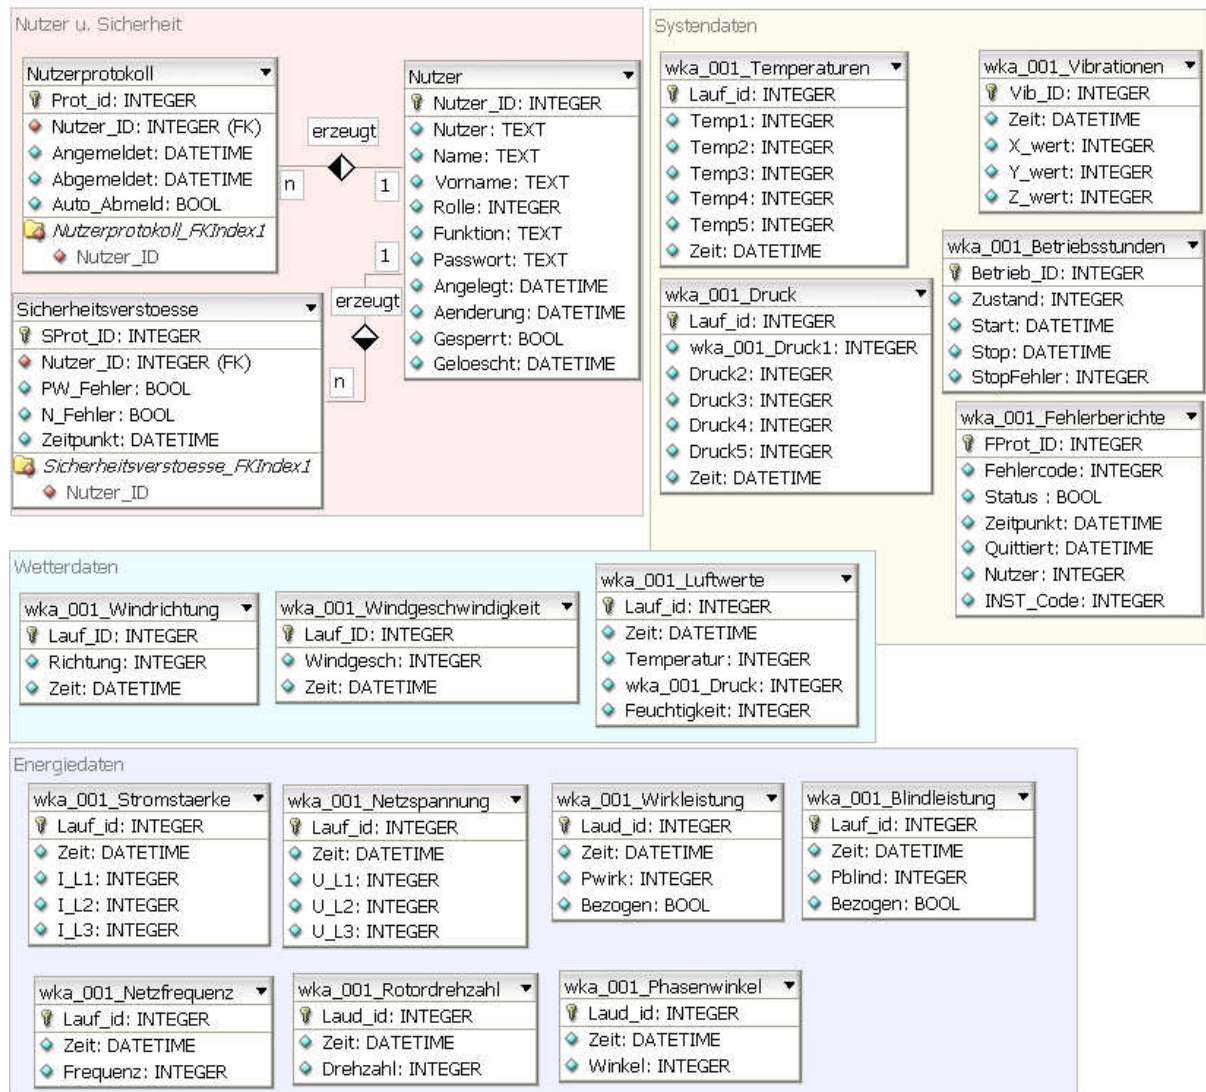 Nutzer u. Sicherheit
Nutzerprotokoll
Prot_id: INTEGER
Nutzer_ID: INTEGER (FK)
Angemeldet: DATETIME
Abgemeldet: DATETIME
Auto_Abmeld: BOOL
Nutzerprotokoll_FKIndex1
Nutzer_ID
erzeugt
n
1
Nutzer
Nutzer_ID: INTEGER
Nutzer: TEXT
Name: TEXT
Vorname: TEXT
Rolle: INTEGER
Funktion: TEXT
Passwort: TEXT
Angelegt: DATETIME
Aenderung: DATETIME
Gesperrt: BOOL
Geloescht: DATETIME
1
erzeugt
n
Sicherheitsverstoesse
SProt_ID: INTEGER
Nutzer_ID: INTEGER (FK)
PW_Fehler: BOOL
N_Fehler: BOOL
Zeitpunkt: DATETIME
Sicherheitsverstoesse_FKIndex1
Nutzer_ID
Systendaten
wka_001_Temperaturen
Lauf_id: INTEGER
Temp1: INTEGER
Temp2: INTEGER
Temp3: INTEGER
Temp4: INTEGER
Temp5: INTEGER
Zeit: DATETIME
wka_001_Vibrationen
Vib_ID: INTEGER
Zeit: DATETIME
X_wert: INTEGER
Y_wert: INTEGER
Z_wert: INTEGER
wka_001_Druck
Lauf_id: INTEGER
wka_001_Druck1: INTEGER
Druck2: INTEGER
Druck3: INTEGER
Druck4: INTEGER
Druck5: INTEGER
Zeit: DATETIME
wka_001_Betriebsstunden
Betrieb_ID: INTEGER
Zustand: INTEGER
Start: DATETIME
Stop: DATETIME
StopFehler: INTEGER
wka_001_Fehlerberichte
FProt_ID: INTEGER
Fehlercode: INTEGER
Status : BOOL
Zeitpunkt: DATETIME
Quittiert: DATETIME
Nutzer: INTEGER
INST_Code: INTEGER
Wetterdaten
wka_001_Windrichtung
Lauf_ID: INTEGER
Richtung: INTEGER
Zeit: DATETIME
wka_001_Windgeschwindigkeit
Lauf_ID: INTEGER
Windgesch: INTEGER
Zeit: DATETIME
wka_001_Luftwerte
Lauf_id: INTEGER
Zeit: DATETIME
Temperatur: INTEGER
wka_001_Druck: INTEGER
Feuchtigkeit: INTEGER
Energiedaten
wka_001_Stromstaerke
Lauf_id: INTEGER
Zeit: DATETIME
I_L1: INTEGER
I_L2: INTEGER
I_L3: INTEGER
wka_001_Netzspannung
Lauf_id: INTEGER
Zeit: DATETIME
U_L1: INTEGER
U_L2: INTEGER
U_L3: INTEGER
wka_001_Wirkleistung
Laud_id: INTEGER
Zeit: DATETIME
Pwirk: INTEGER
Bezogen: BOOL
wka_001_Blindleistung
Lauf_id: INTEGER
Zeit: DATETIME
Pblind: INTEGER
Bezogen: BOOL
wka_001_Netzfrequenz
Lauf_id: INTEGER
Zeit: DATETIME
Frequenz: INTEGER
wka_001_Rotordrehzahl
Laud_id: INTEGER
Zeit: DATETIME
Drehzahl: INTEGER
wka_001_Phasenwinkel
Laud_id: INTEGER
Zeit: DATETIME
Winkel: INTEGER